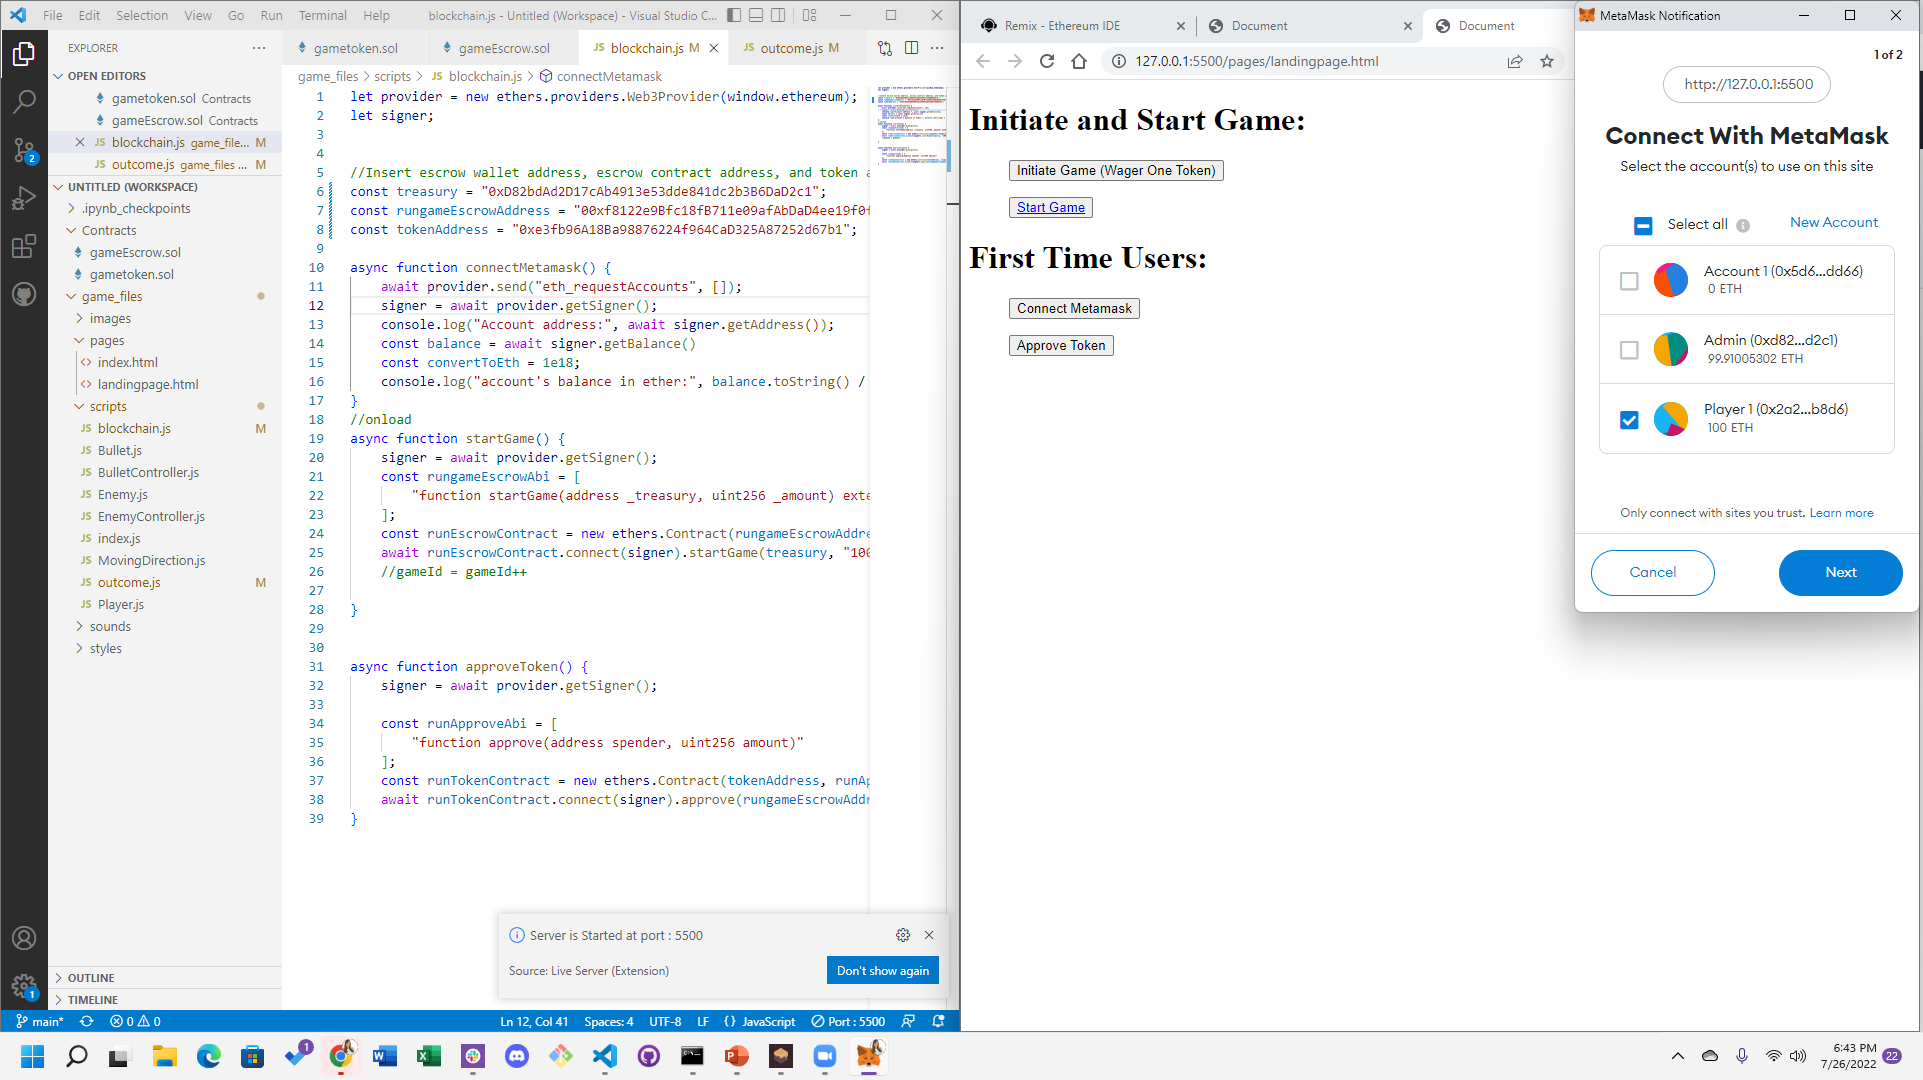 File Edit Selection View Go Run Terminal Help blockchain.js - Untitled (Workspace) - Visual Studio C...
EXPLORER
OPEN EDITORS
gametoken.sol Contracts
gameEscrow.sol Contracts
blockchain.js game_file... M
outcome.js game_files ... M
UNTITLED (WORKSPACE)
.ipynb_checkpoints
Contracts
gameEscrow.sol
gametoken.sol
game_files
images
pages
index.html
landingpage.html
scripts
JS blockchain.js M
JS Bullet.js
JS BulletController.js
JS Enemy.js
JS EnemyController.js
JS index.js
JS MovingDirection.js
JS outcome.js M
JS Player.js
sounds
styles
OUTLINE
TIMELINE
gametoken.sol gameEscrow.sol JS blockchain.js M JS outcome.js M
game_files > scripts > JS blockchain.js > connectMetamask
1 let provider = new ethers.providers.Web3Provider(window.ethereum);
2 let signer;
3
4
5 //Insert escrow wallet address, escrow contract address, and token a
6 const treasury = "0xD82bdAd2D17cAb4913e53dde841dc2b3B6DaD2c1";
7 const rungameEscrowAddress = "00xf8122e9Bfc18fB711e09afAbDaD4ee19f0f
8 const tokenAddress = "0xe3fb96A18Ba98876224f964CaD325A87252d67b1";
9
10 async function connectMetamask() {
11 await provider.send("eth_requestAccounts", []);
12 signer = await provider.getSigner();
13 console.log("Account address:", await signer.getAddress());
14 const balance = await signer.getBalance()
15 const convertToEth = 1e18;
16 console.log("account's balance in ether:", balance.toString() /
17 }
18 //onload
19 async function startGame() {
20 signer = await provider.getSigner();
21 const rungameEscrowAbi = [
22 "function startGame(address _treasury, uint256 _amount) exte
23 ];
24 const runEscrowContract = new ethers.Contract(rungameEscrowAddre
25 await runEscrowContract.connect(signer).startGame(treasury, "100
26 //gameId = gameId++
27
28 }
29
30
31 async function approveToken() {
32 signer = await provider.getSigner();
33
34 const runApproveAbi = [
35 "function approve(address spender, uint256 amount)"
36 ];
37 const runTokenContract = new ethers.Contract(tokenAddress, runAp
38 await runTokenContract.connect(signer).approve(rungameEscrowAddr
39 }
Server is Started at port : 5500
Source: Live Server (Extension)
Don't show again
main* 0 0 Ln 12, Col 41 Spaces: 4 UTF-8 LF {} JavaScript Port : 5500
Remix - Ethereum IDE Document Document
127.0.0.1:5500/pages/landingpage.html
Initiate and Start Game:
Initiate Game (Wager One Token)
Start Game
First Time Users:
Connect Metamask
Approve Token
MetaMask Notification
1 of 2
http://127.0.0.1:5500
Connect With MetaMask
Select the account(s) to use on this site
Select all New Account
Account 1 (0x5d6...dd66)
0 ETH
Admin (0xd82...d2c1)
99.91005302 ETH
Player 1 (0x2a2...b8d6)
100 ETH
Only connect with sites you trust. Learn more
Cancel Next
6:43 PM
7/26/2022
22